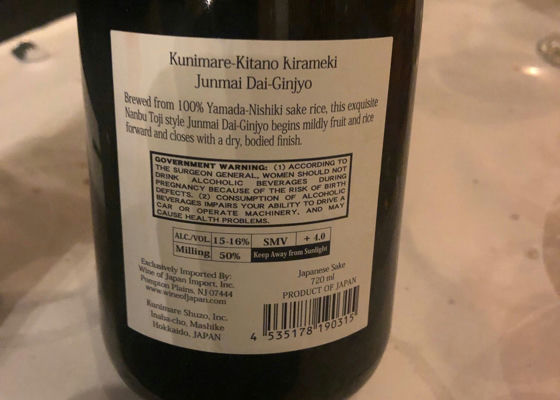 Kunimare-Kitano Kirameki
Junmai Dai-Ginjyo
Brewed from 100% Yamada-Nishiki sake rice, this exquisite
Nanbu Toji style Junmai Dai-Ginjyo begins mildly fruit and rice
forward and closes with a dry, bodied finish.
GOVERNMENT WARNING: (1) ACCORDING TO
THE SURGEON GENERAL, WOMEN SHOULD NOT
DRINK ALCOHOLIC BEVERAGES DURING
PREGNANCY BECAUSE OF THE RISK OF BIRTH
DEFECTS. (2) CONSUMPTION OF ALCOHOLIC
BEVERAGES IMPAIRS YOUR ABILITY TO DRIVE A
CAR OR OPERATE MACHINERY, AND MAY
CAUSE HEALTH PROBLEMS.
ALC./VOL. 15-16% SMV + 4.0
Milling 50% Keep Away from Sunlight
Exclusively Imported By:
Wine of Japan Import, Inc.
Pompton Plains, NJ 07444
www.wineofjapan.com
Kunimare Shuzo, Inc.
Inaba-cho, Mashike
Hokkaido, JAPAN
Japanese Sake
720 ml
PRODUCT OF JAPAN
4 535178 190315